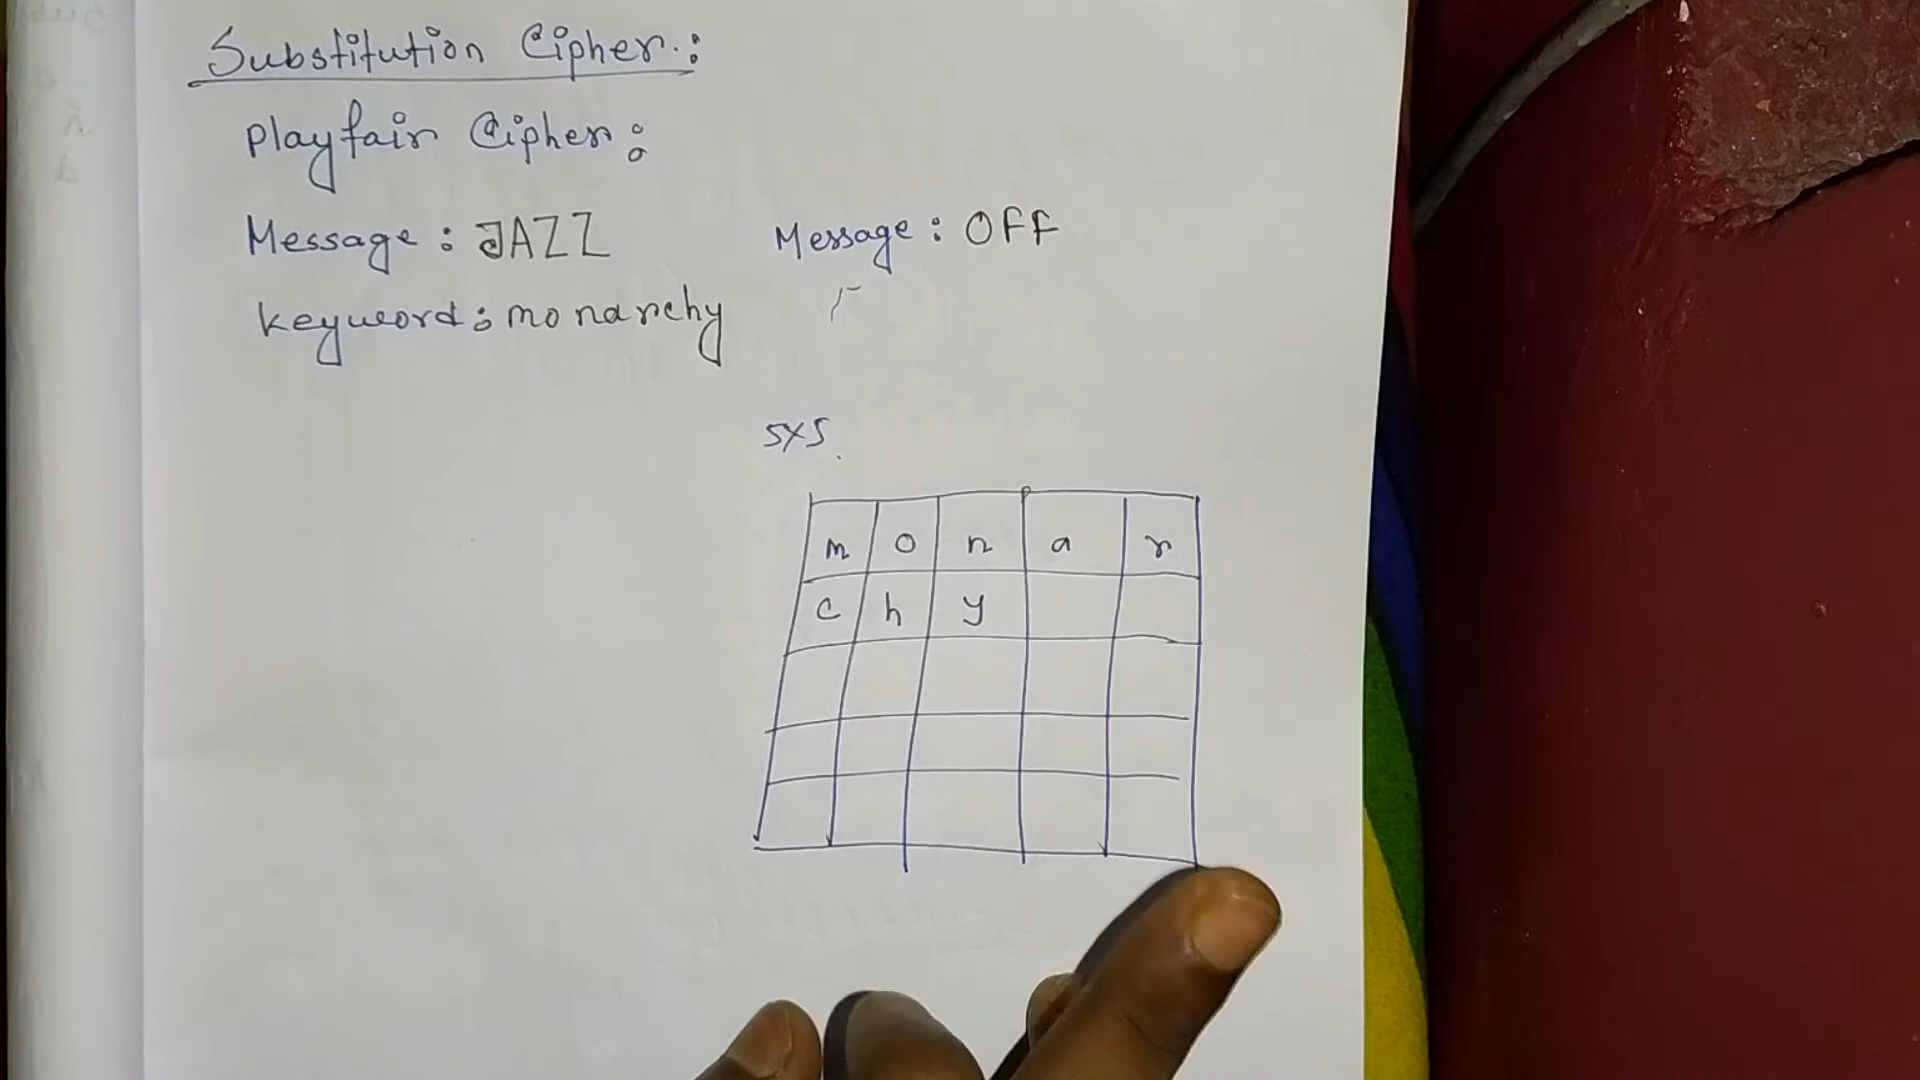 Substitution Cipher:
Playfair Cipher:
Message: JAZZ
Message: OFF
keyword: monarchy
5x5
m o n a r
c h y